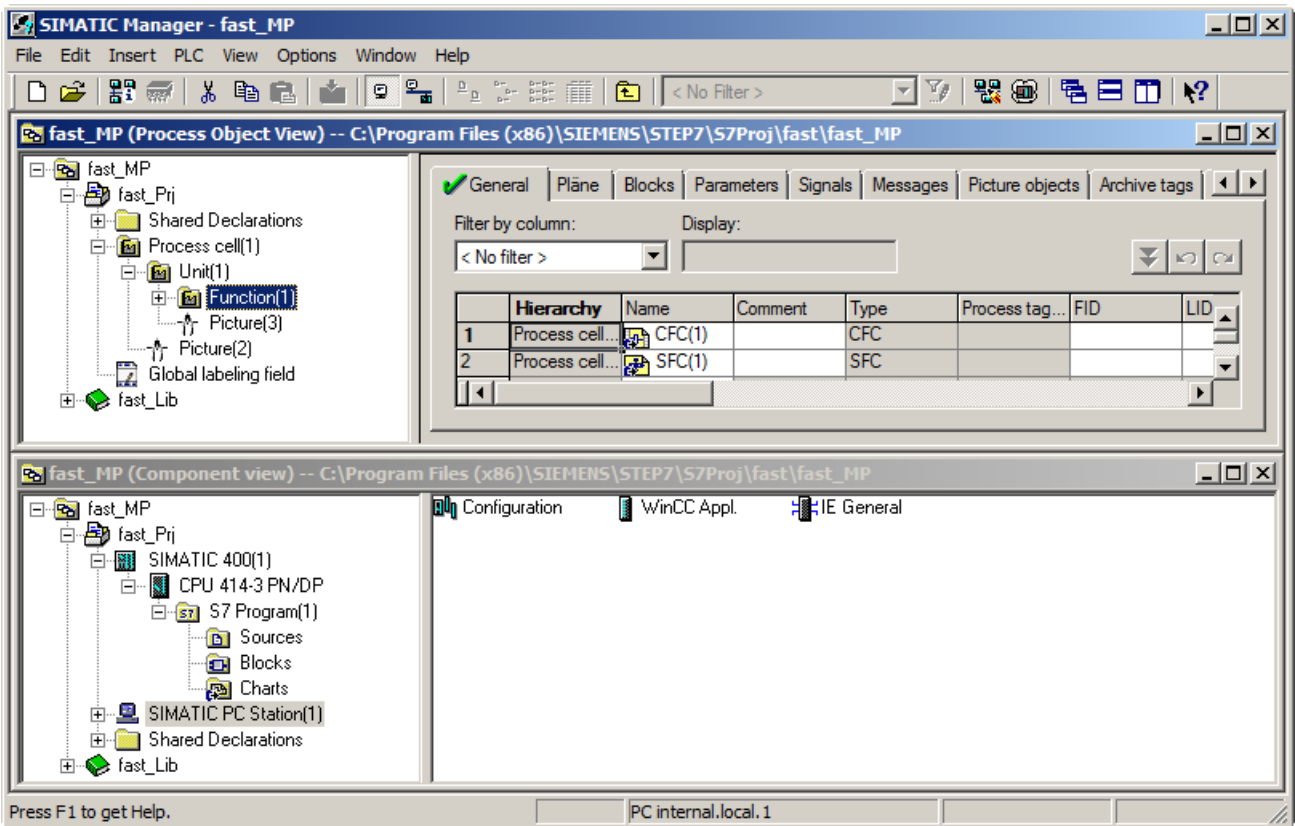 SIMATIC Manager - fast_MP
File Edit Insert PLC View Options Window Help
< No Filter >
fast_MP (Process Object View) -- C:\Program Files (x86)\SIEMENS\STEP7\S7Proj\fast\fast_MP
fast_MP
fast_Prj
Shared Declarations
Process cell(1)
Unit(1)
Function(1)
Picture(3)
Picture(2)
Global labeling field
fast_Lib
General Pläne Blocks Parameters Signals Messages Picture objects Archive tags
Filter by column: Display:
< No filter >
Hierarchy Name Comment Type Process tag... FID LID
1 Process cell... CFC(1) CFC
2 Process cell... SFC(1) SFC
fast_MP (Component view) -- C:\Program Files (x86)\SIEMENS\STEP7\S7Proj\fast\fast_MP
fast_MP
fast_Prj
SIMATIC 400(1)
CPU 414-3 PN/DP
S7 Program(1)
Sources
Blocks
Charts
SIMATIC PC Station(1)
Shared Declarations
fast_Lib
Configuration WinCC Appl. IE General
Press F1 to get Help. PC internal.local.1